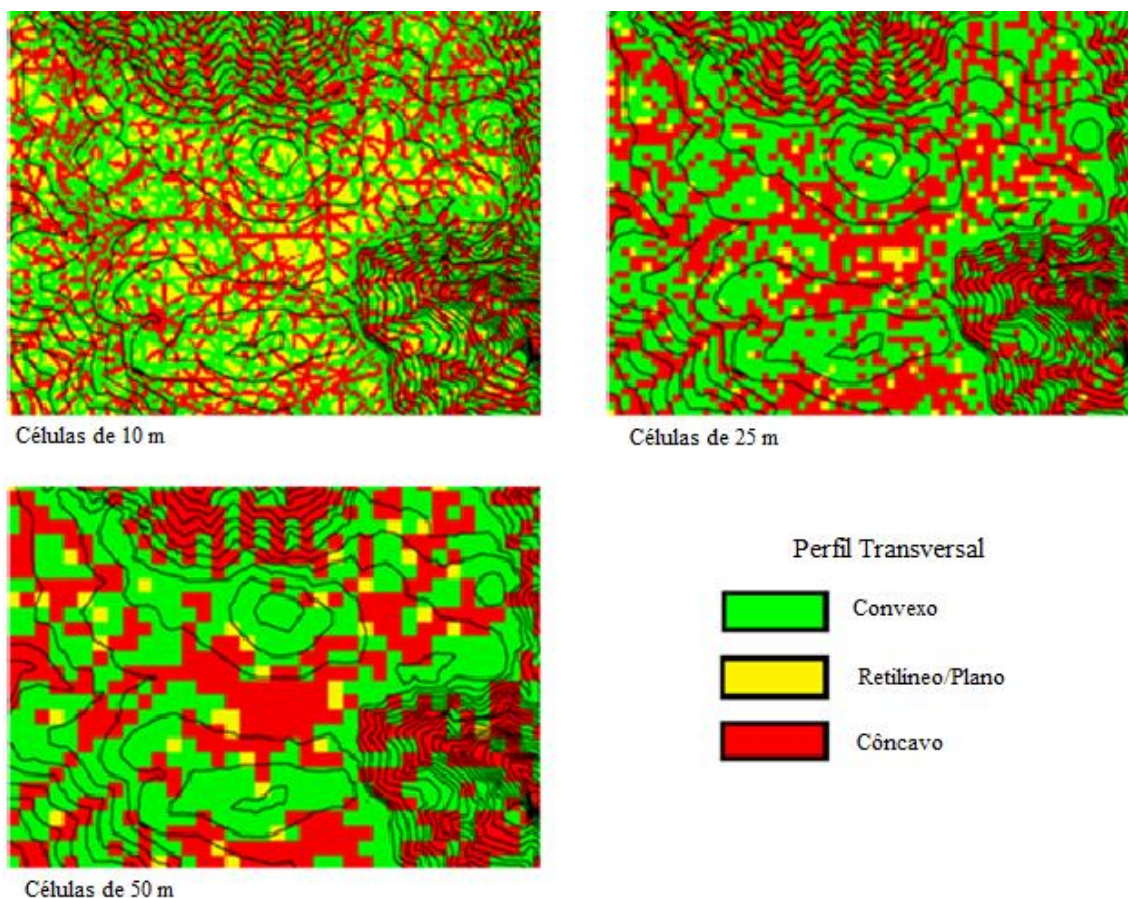 Células de 10 m
Células de 25 m
Células de 50 m
Perfil Transversal
Convexo
Retilíneo/Plano
Côncavo